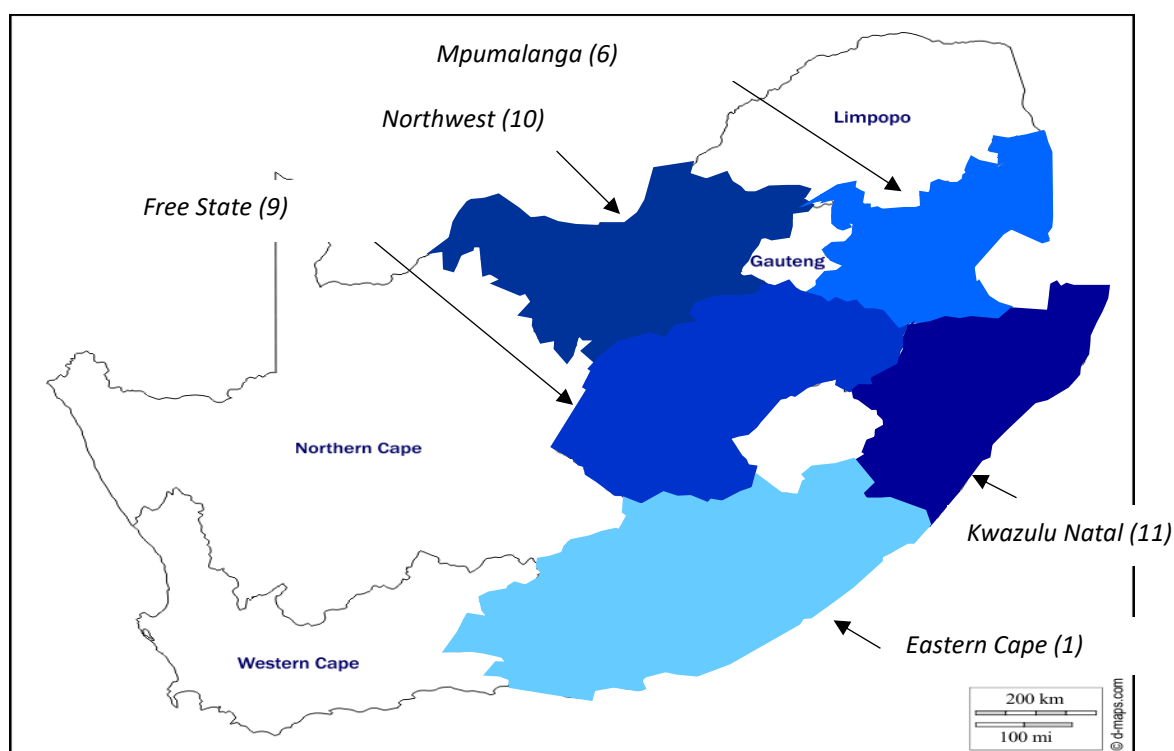 Mpumalanga (6)
Limpopo
Northwest (10)
Free State (9)
Gauteng
Northern Cape
Kwazulu Natal (11)
Eastern Cape (1)
Western Cape
200 km
100 mi
© d-maps.com